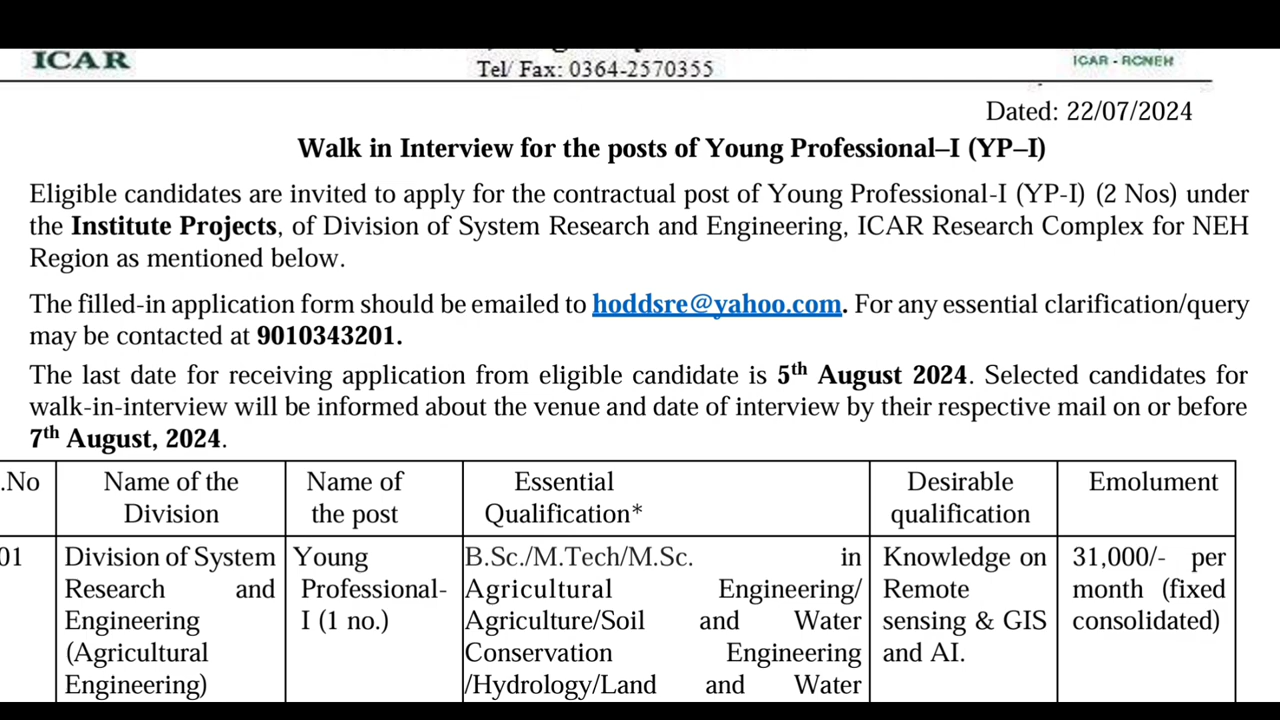 ICAR
Tel/ Fax: 0364-2570355
ICAR - RCNEH
Dated: 22/07/2024
Walk in Interview for the posts of Young Professional–I (YP–I)
Eligible candidates are invited to apply for the contractual post of Young Professional-I (YP-I) (2 Nos) under
the Institute Projects, of Division of System Research and Engineering, ICAR Research Complex for NEH
Region as mentioned below.
The filled-in application form should be emailed to hoddsre@yahoo.com. For any essential clarification/query
may be contacted at 9010343201.
The last date for receiving application from eligible candidate is 5th August 2024. Selected candidates for
walk-in-interview will be informed about the venue and date of interview by their respective mail on or before
7th August, 2024.
.No Name of the Name of Essential Desirable Emolument
Division the post Qualification* qualification
01 Division of System Young B.Sc./M.Tech/M.Sc. in Knowledge on 31,000/- per
Research and Professional- Agricultural Engineering/ Remote month (fixed
Engineering I (1 no.) Agriculture/Soil and Water sensing & GIS consolidated)
(Agricultural Conservation Engineering and AI.
Engineering) /Hydrology/Land and Water